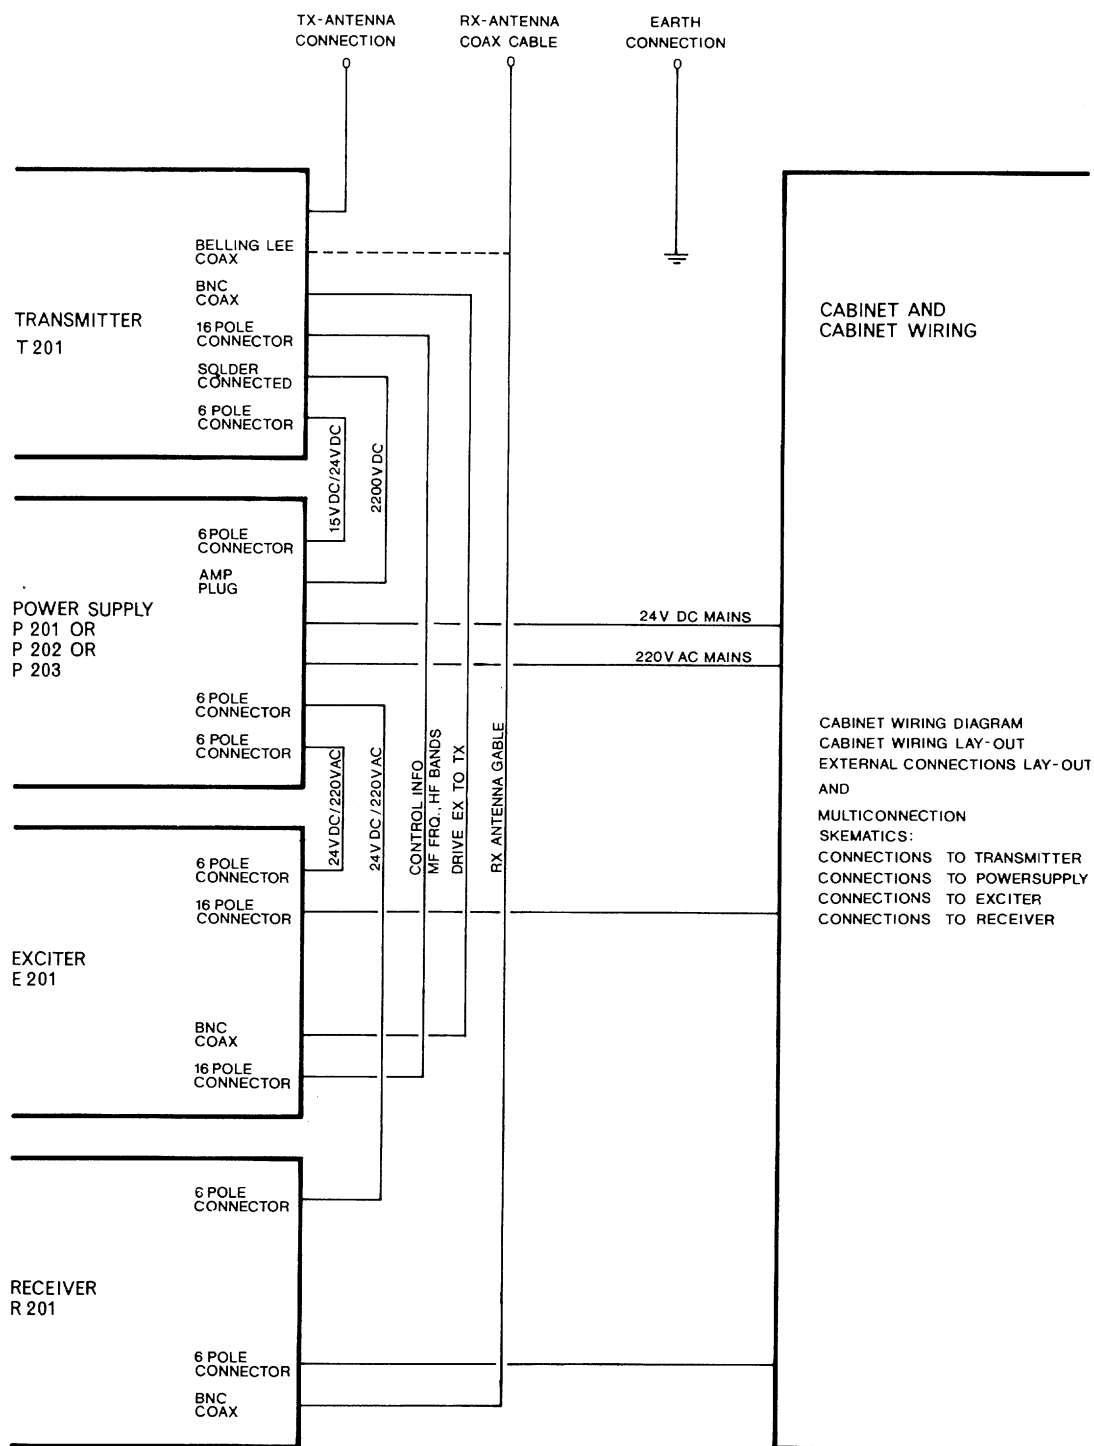 TX-ANTENNA
CONNECTION
RX-ANTENNA
COAX CABLE
EARTH
CONNECTION
TRANSMITTER
T 201
BELLING LEE
COAX
BNC
COAX
16 POLE
CONNECTOR
SOLDER
CONNECTED
6 POLE
CONNECTOR
15V DC/24V DC
2200V DC
CABINET AND
CABINET WIRING
POWER SUPPLY
P 201 OR
P 202 OR
P 203
6 POLE
CONNECTOR
AMP
PLUG
24V DC MAINS
220V AC MAINS
6 POLE
CONNECTOR
6 POLE
CONNECTOR
24V DC/220V AC
24V DC/220V AC
CONTROL INFO
MF FRQ., HF BANDS
DRIVE EX TO TX
RX ANTENNA GABLE
CABINET WIRING DIAGRAM
CABINET WIRING LAY-OUT
EXTERNAL CONNECTIONS LAY-OUT
AND
MULTICONNECTION
SKEMATICS:
CONNECTIONS TO TRANSMITTER
CONNECTIONS TO POWERSUPPLY
CONNECTIONS TO EXCITER
CONNECTIONS TO RECEIVER
EXCITER
E 201
6 POLE
CONNECTOR
16 POLE
CONNECTOR
BNC
COAX
16 POLE
CONNECTOR
RECEIVER
R 201
6 POLE
CONNECTOR
6 POLE
CONNECTOR
BNC
COAX